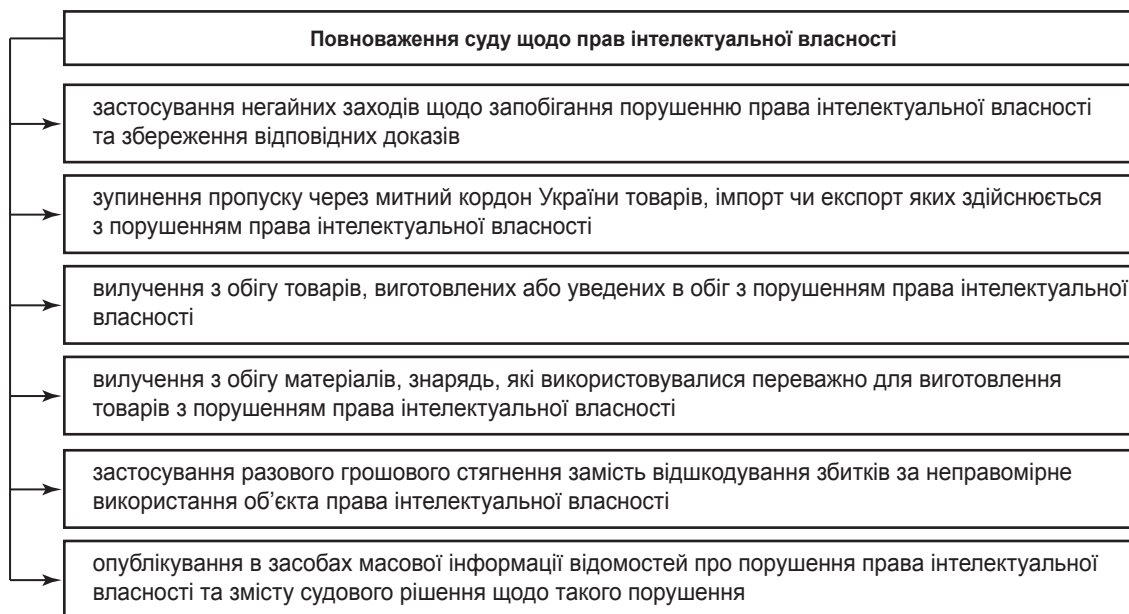 Повноваження суду щодо прав інтелектуальної власності
застосування негайних заходів щодо запобігання порушенню права інтелектуальної власності
та збереження відповідних доказів
зупинення пропуску через митний кордон України товарів, імпорт чи експорт яких здійснюється
з порушенням права інтелектуальної власності
вилучення з обігу товарів, виготовлених або уведених в обіг з порушенням права інтелектуальної
власності
вилучення з обігу матеріалів, знарядь, які використовувалися переважно для виготовлення
товарів з порушенням права інтелектуальної власності
застосування разового грошового стягнення замість відшкодування збитків за неправомірне
використання об’єкта права інтелектуальної власності
опублікування в засобах масової інформації відомостей про порушення права інтелектуальної
власності та змісту судового рішення щодо такого порушення